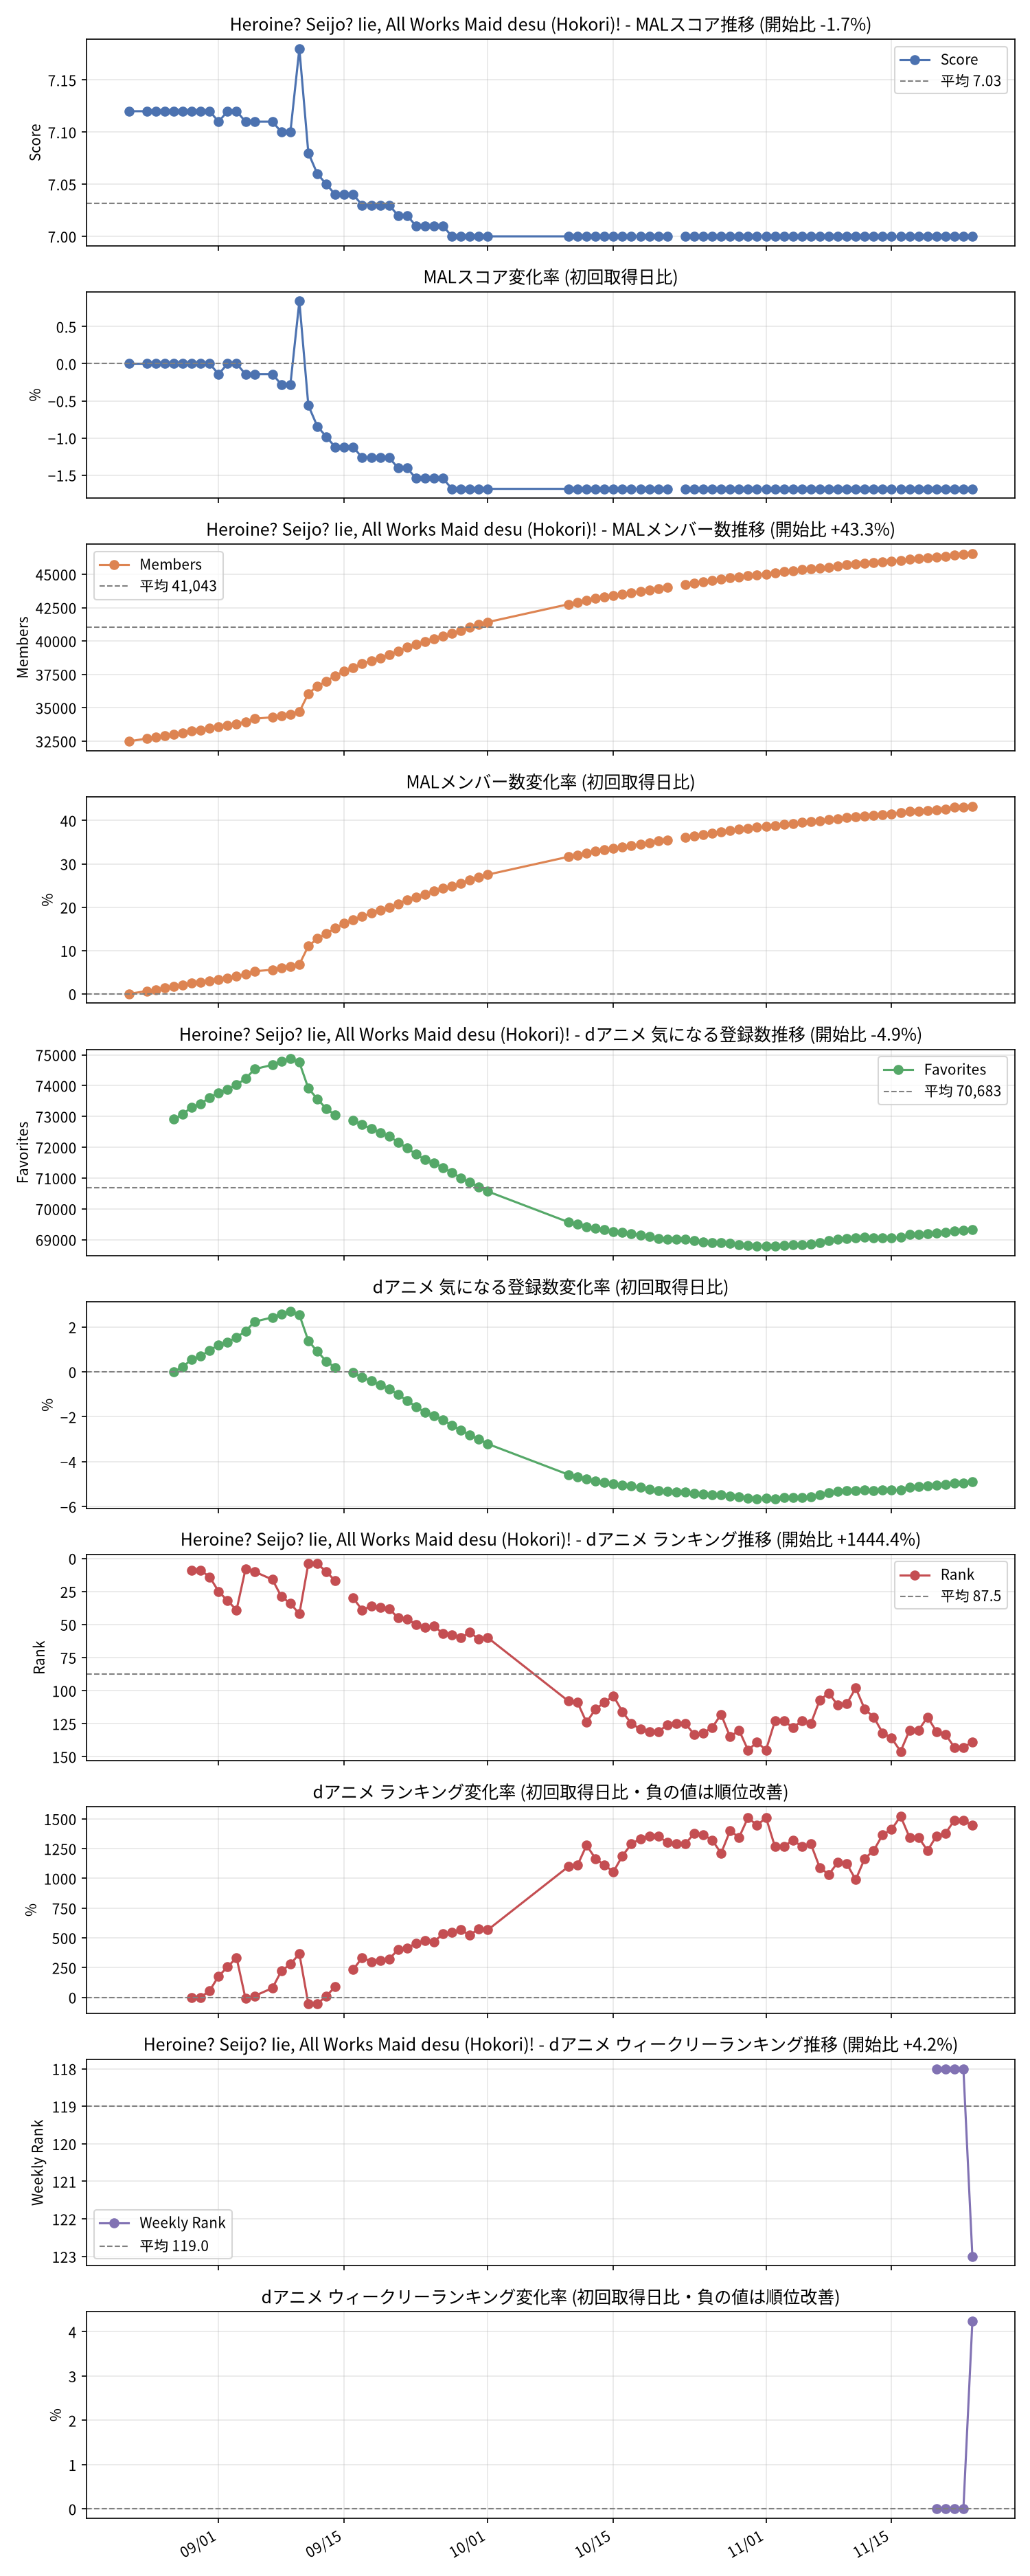 Heroine? Seijo? Iie, All Works Maid desu (Hokori)! - MALスコア推移 (開始比 -1.7%)
Score
平均 7.03
Score
7.15
7.10
7.05
7.00
MALスコア変化率 (初回取得日比)
%
0.5
0.0
−0.5
−1.0
−1.5
Heroine? Seijo? Iie, All Works Maid desu (Hokori)! - MALメンバー数推移 (開始比 +43.3%)
Members
平均 41,043
Members
45000
42500
40000
37500
35000
32500
MALメンバー数変化率 (初回取得日比)
%
40
30
20
10
0
Heroine? Seijo? Iie, All Works Maid desu (Hokori)! - dアニメ 気になる登録数推移 (開始比 -4.9%)
Favorites
平均 70,683
Favorites
75000
74000
73000
72000
71000
70000
69000
dアニメ 気になる登録数変化率 (初回取得日比)
%
2
0
−2
−4
−6
Heroine? Seijo? Iie, All Works Maid desu (Hokori)! - dアニメ ランキング推移 (開始比 +1444.4%)
Rank
平均 87.5
Rank
0
25
50
75
100
125
150
dアニメ ランキング変化率 (初回取得日比・負の値は順位改善)
%
1500
1250
1000
750
500
250
0
Heroine? Seijo? Iie, All Works Maid desu (Hokori)! - dアニメ ウィークリーランキング推移 (開始比 +4.2%)
Weekly Rank
118
119
120
121
122
123
Weekly Rank
平均 119.0
dアニメ ウィークリーランキング変化率 (初回取得日比・負の値は順位改善)
%
4
3
2
1
0
09/01
09/15
10/01
10/15
11/01
11/15